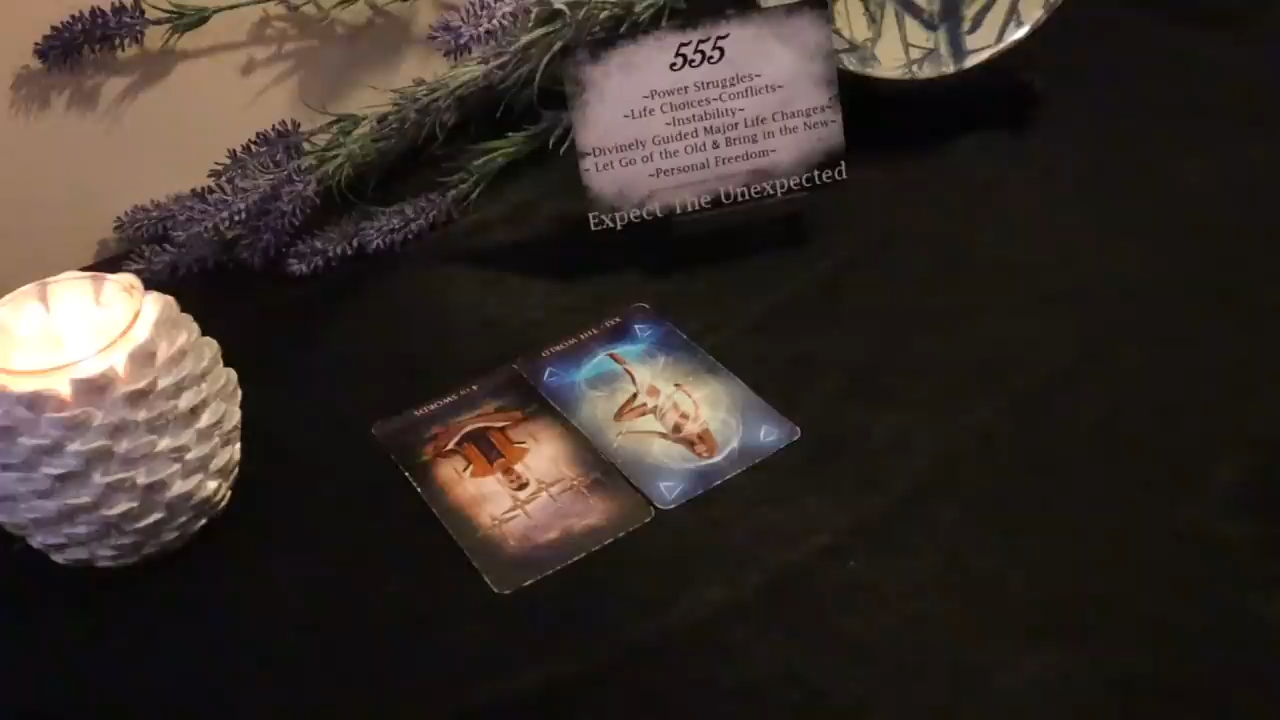 555
~Power Struggles~
~Life Choices~Conflicts~
~Instability~
~Divinely Guided Major Life Changes~
~ Let Go of the Old & Bring in the New~
~Personal Freedom~
Expect The Unexpected
XXI · THE WORLD
4 OF SWORDS